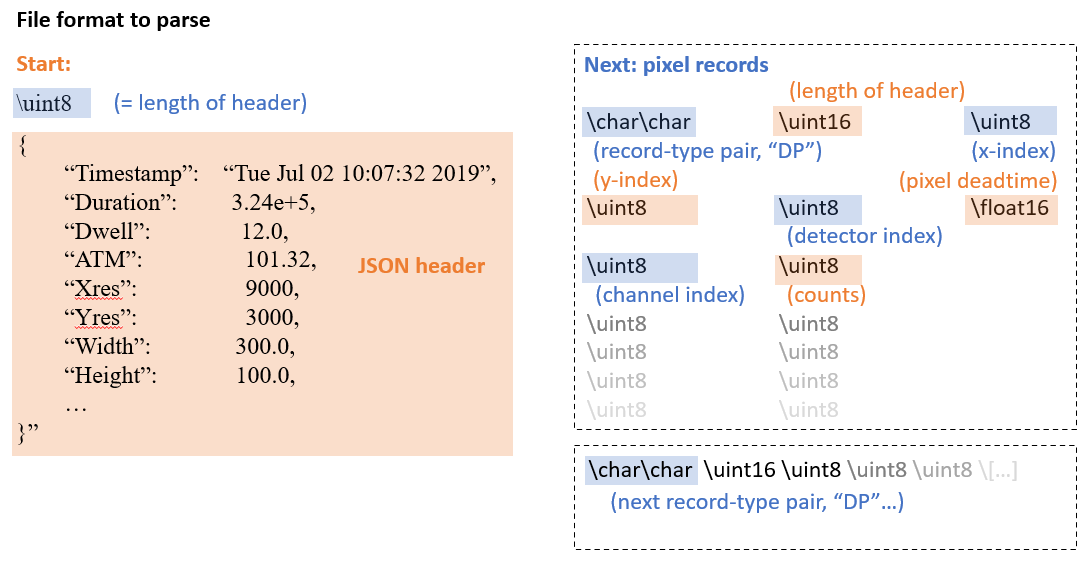 File format to parse
Start:
\uint8 (= length of header)
{
“Timestamp”: “Tue Jul 02 10:07:32 2019”,
“Duration”: 3.24e+5,
“Dwell”: 12.0,
“ATM”: 101.32,
“Xres”: 9000,
“Yres”: 3000,
“Width”: 300.0,
“Height”: 100.0,
…
}”
JSON header
Next: pixel records
(length of header)
\char\char \uint16 \uint8
(record-type pair, “DP”) (x-index)
(y-index) (pixel deadtime)
\uint8 \uint8 \float16
(detector index)
\uint8 \uint8
(channel index) (counts)
\uint8 \uint8
\uint8 \uint8
\uint8 \uint8
\uint8 \uint8
\char\char \uint16 \uint8 \uint8 \uint8 \[…]
(next record-type pair, “DP”…)